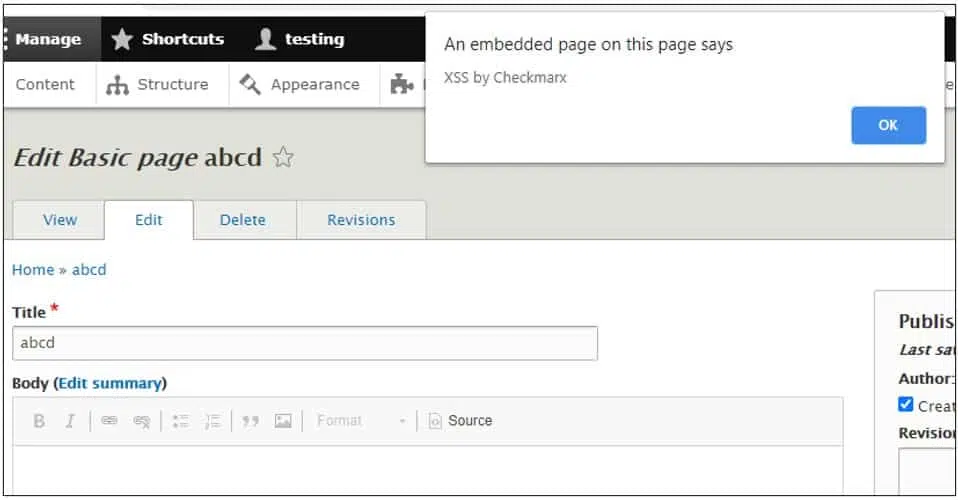 Manage Shortcuts testing
An embedded page on this page says
XSS by Checkmarx
OK
Content Structure Appearance
Edit Basic page abcd
View Edit Delete Revisions
Home » abcd
Title *
abcd
Body (Edit summary)
B I Format Source
Publis
Last sa
Author:
Creat
Revision